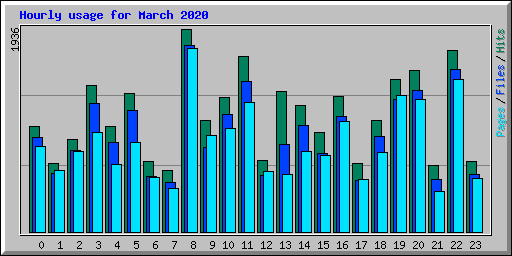 Hourly usage for March 2020
1936
Pages/Files/Hits
0 1 2 3 4 5 6 7 8 9 10 11 12 13 14 15 16 17 18 19 20 21 22 23